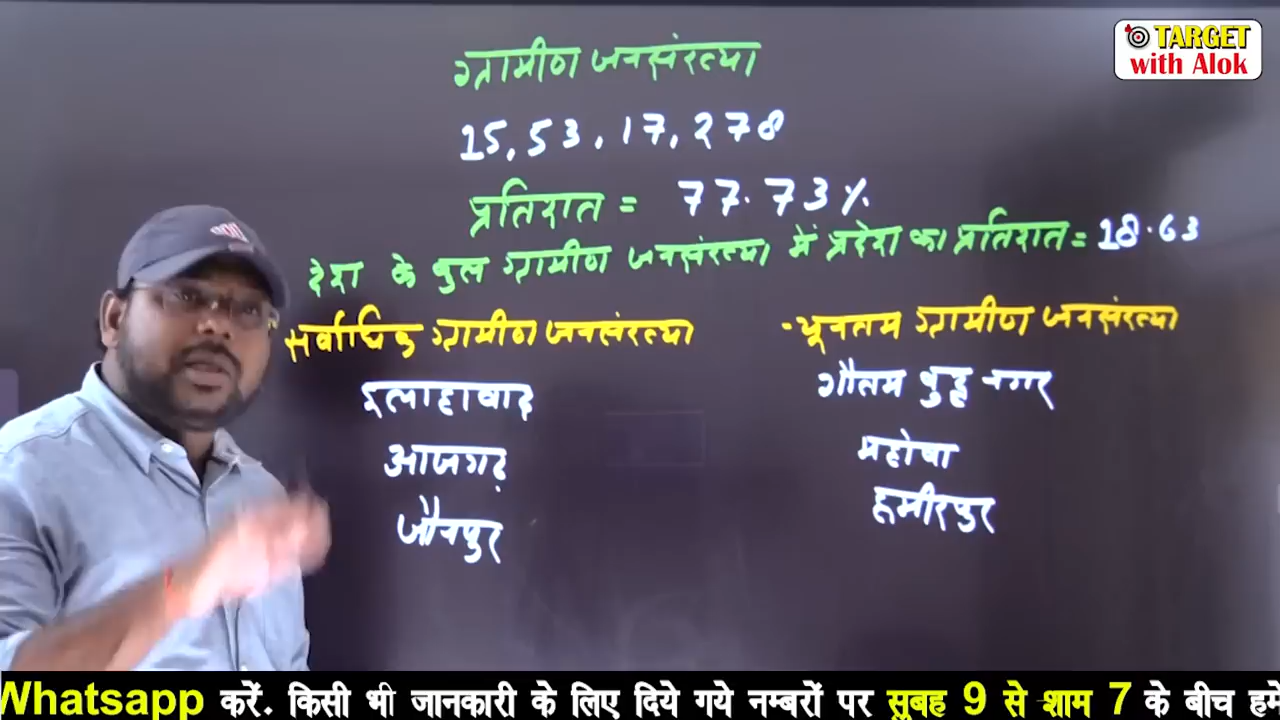 TARGET
with Alok
ग्रामीण जनसंख्या
15,53,17,278
प्रतिशत = 77.73%
देश के कुल ग्रामीण जनसंख्या में प्रदेश का प्रतिशत = 18.63
सर्वाधिक ग्रामीण जनसंख्या
इलाहाबाद
आजगढ़
जौनपुर
न्यूनतम ग्रामीण जनसंख्या
गौतम बुद्ध नगर
महोबा
हमीरपुर
Whatsapp करें. किसी भी जानकारी के लिए दिये गये नम्बरों पर सुबह 9 से शाम 7 के बीच हमे